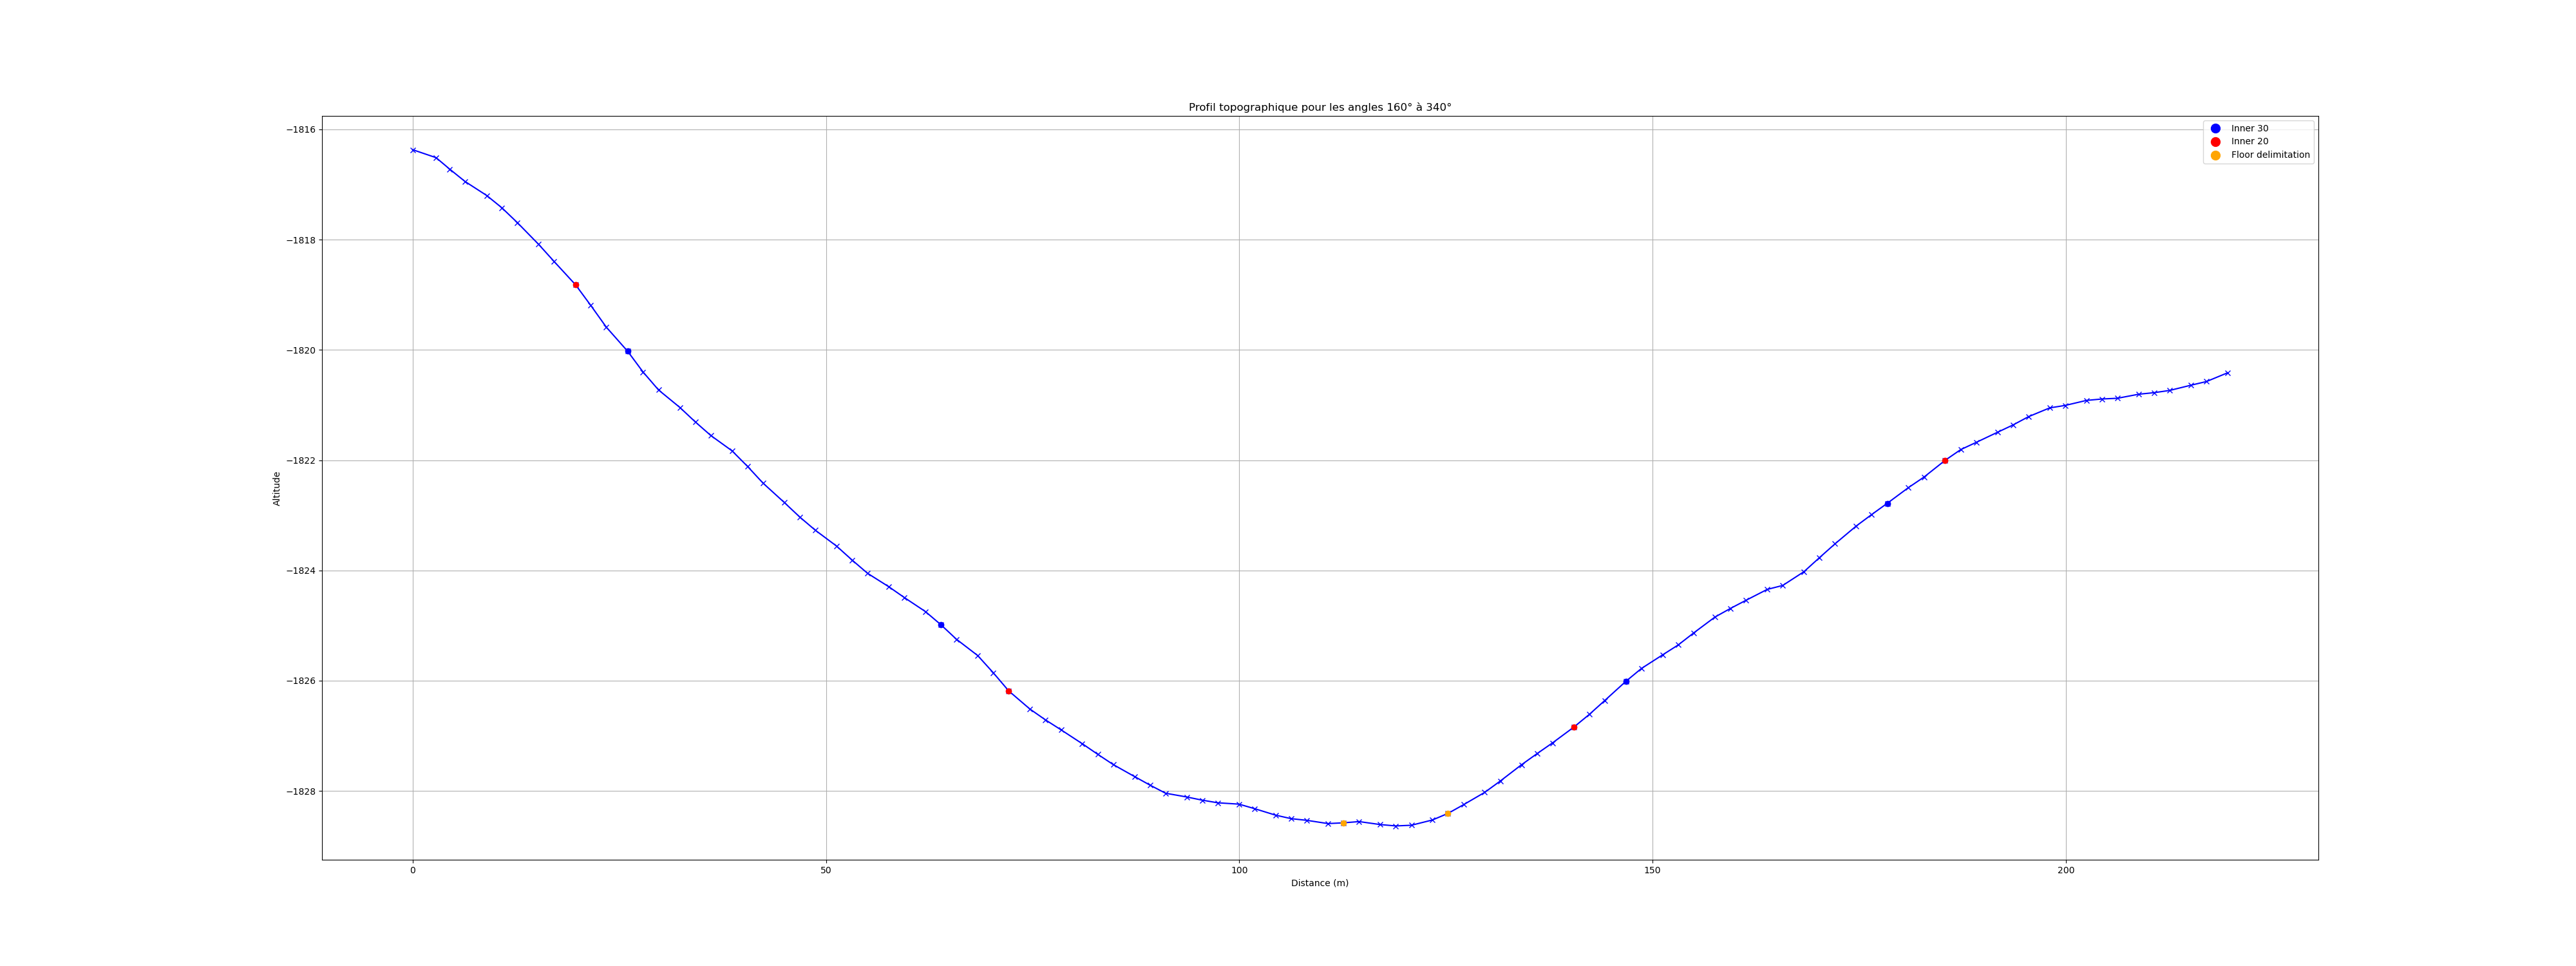 Profil topographique pour les angles 160° à 340°
Inner 30
Inner 20
Floor delimitation
−1816
−1818
−1820
−1822
−1824
−1826
−1828
Altitude
0 50 100 150 200
Distance (m)